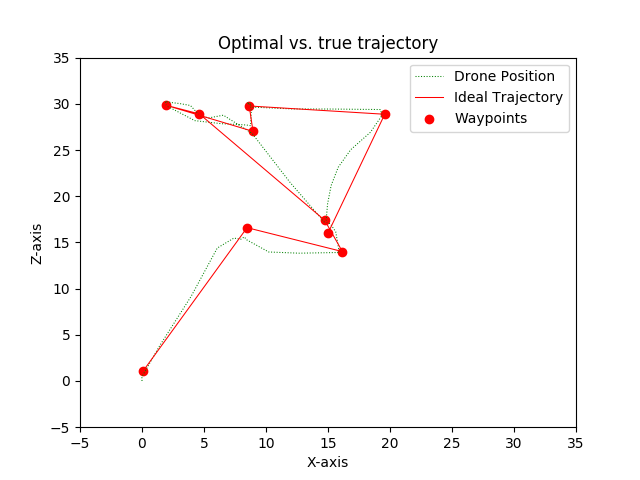 Optimal vs. true trajectory
Drone Position
Ideal Trajectory
Waypoints
35
30
25
20
15
10
5
0
−5
Z-axis
−5 0 5 10 15 20 25 30 35
X-axis